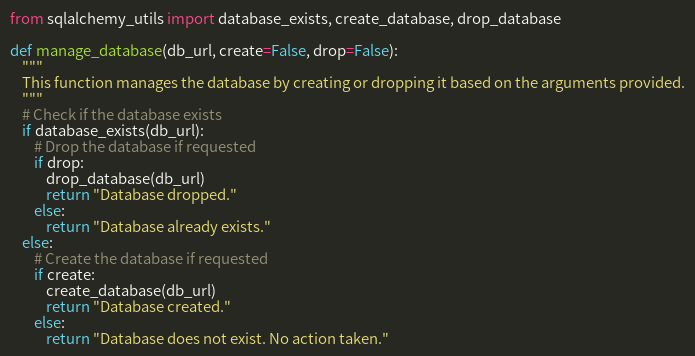 from sqlalchemy_utils import database_exists, create_database, drop_database

def manage_database(db_url, create=False, drop=False):
    """
    This function manages the database by creating or dropping it based on the arguments provided.
    """
    # Check if the database exists
    if database_exists(db_url):
        # Drop the database if requested
        if drop:
            drop_database(db_url)
            return "Database dropped."
        else:
            return "Database already exists."
    else:
        # Create the database if requested
        if create:
            create_database(db_url)
            return "Database created."
        else:
            return "Database does not exist. No action taken."